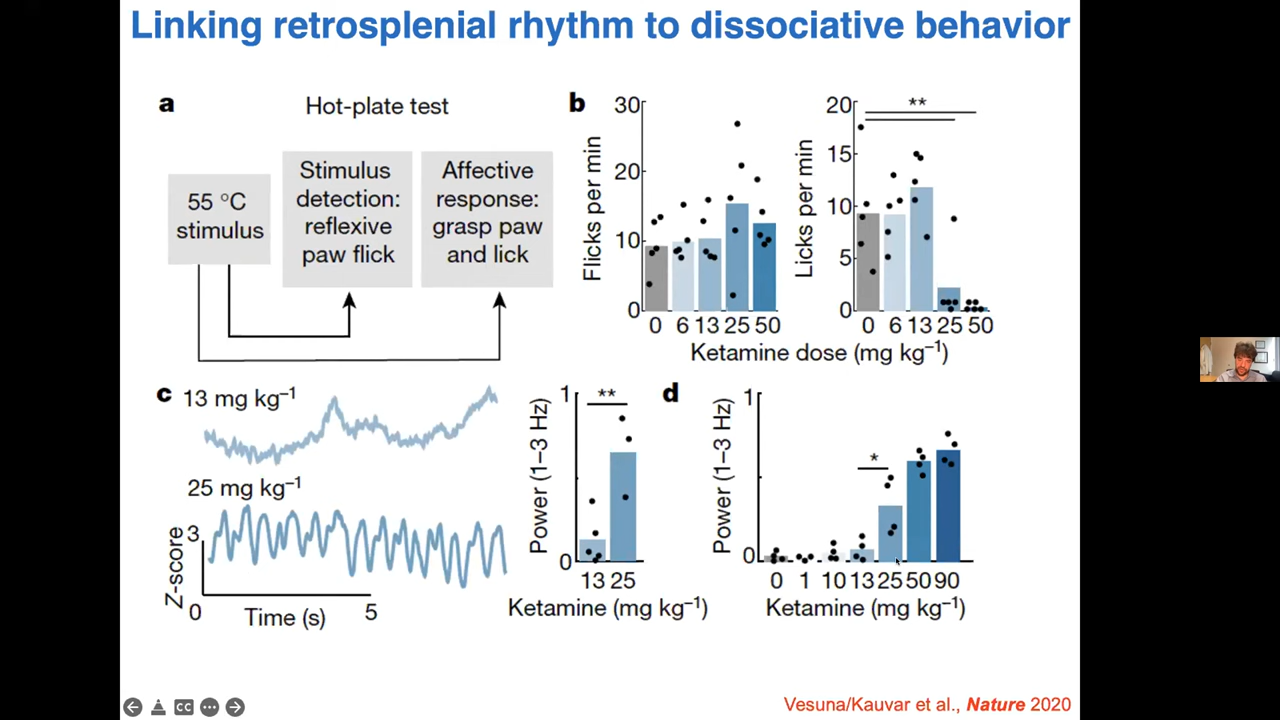 Linking retrosplenial rhythm to dissociative behavior
a
Hot-plate test
55 °C
stimulus
Stimulus
detection:
reflexive
paw flick
Affective
response:
grasp paw
and lick
b
Flicks per min
30
20
10
0
0 6 13 25 50
Licks per min
20
15
10
5
0
**
0 6 13 25 50
Ketamine dose (mg kg⁻¹)
c
13 mg kg⁻¹
25 mg kg⁻¹
Z-score
3
0
5
Time (s)
Power (1–3 Hz)
1
0
**
13 25
Ketamine (mg kg⁻¹)
d
Power (1–3 Hz)
1
0
*
0 1 10 13 25 50 90
Ketamine (mg kg⁻¹)
CC
Vesuna/Kauvar et al., Nature 2020